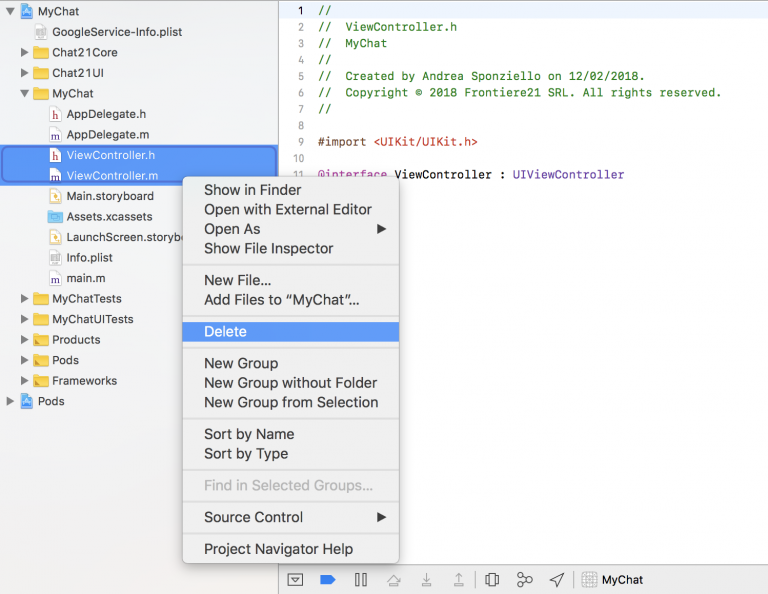 MyChat
GoogleService-Info.plist
Chat21Core
Chat21UI
MyChat
h AppDelegate.h
m AppDelegate.m
h ViewController.h
m ViewController.m
Main.storyboard
Assets.xcassets
LaunchScreen.storybo
Info.plist
m main.m
MyChatTests
MyChatUITests
Products
Pods
Frameworks
Pods
Show in Finder
Open with External Editor
Open As
Show File Inspector
New File...
Add Files to “MyChat”...
Delete
New Group
New Group without Folder
New Group from Selection
Sort by Name
Sort by Type
Find in Selected Groups...
Source Control
Project Navigator Help
1 //
2 // ViewController.h
3 // MyChat
4 //
5 // Created by Andrea Sponziello on 12/02/2018.
6 // Copyright © 2018 Frontiere21 SRL. All rights reserved.
7 //
8
9 #import <UIKit/UIKit.h>
10
11 @interface ViewController : UIViewController
MyChat